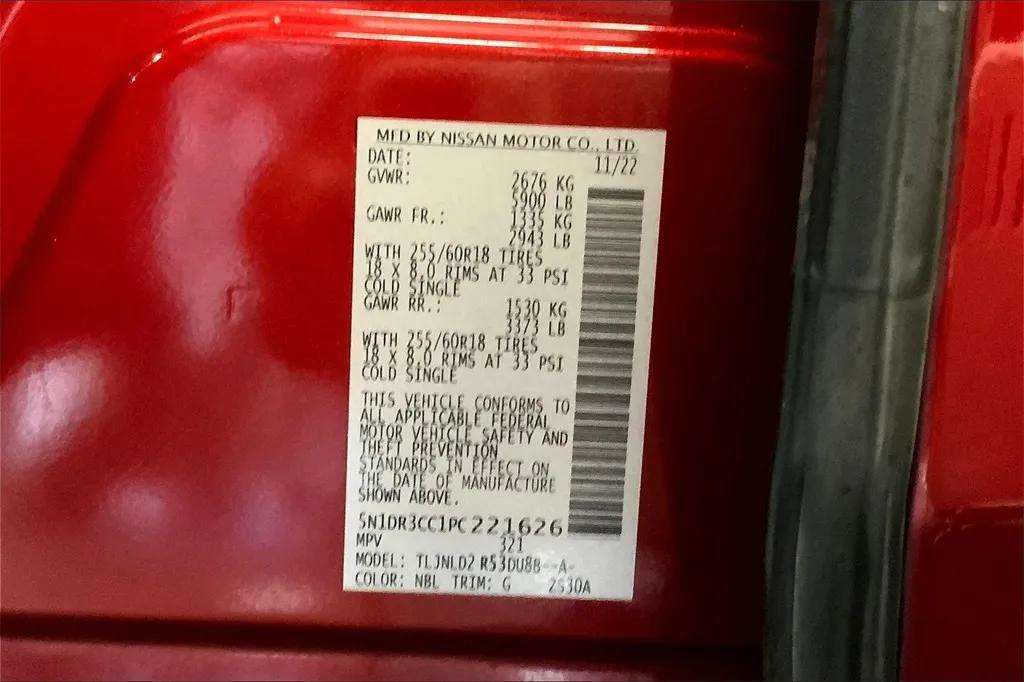 MFD BY NISSAN MOTOR CO., LTD.
DATE: 11/22
GVWR: 2676 KG
5900 LB
GAWR FR.: 1335 KG
2943 LB
WITH 255/60R18 TIRES
18 X 8.0 RIMS AT 33 PSI
COLD SINGLE
GAWR RR.: 1530 KG
3373 LB
WITH 255/60R18 TIRES
18 X 8.0 RIMS AT 33 PSI
COLD SINGLE
THIS VEHICLE CONFORMS TO
ALL APPLICABLE FEDERAL
MOTOR VEHICLE SAFETY AND
THEFT PREVENTION
STANDARDS IN EFFECT ON
THE DATE OF MANUFACTURE
SHOWN ABOVE.
5N1DR3CC1PC221626
MPV 321
MODEL: TLJNLD2 R53DU8B--A-
COLOR: NBL TRIM: G 2S30A